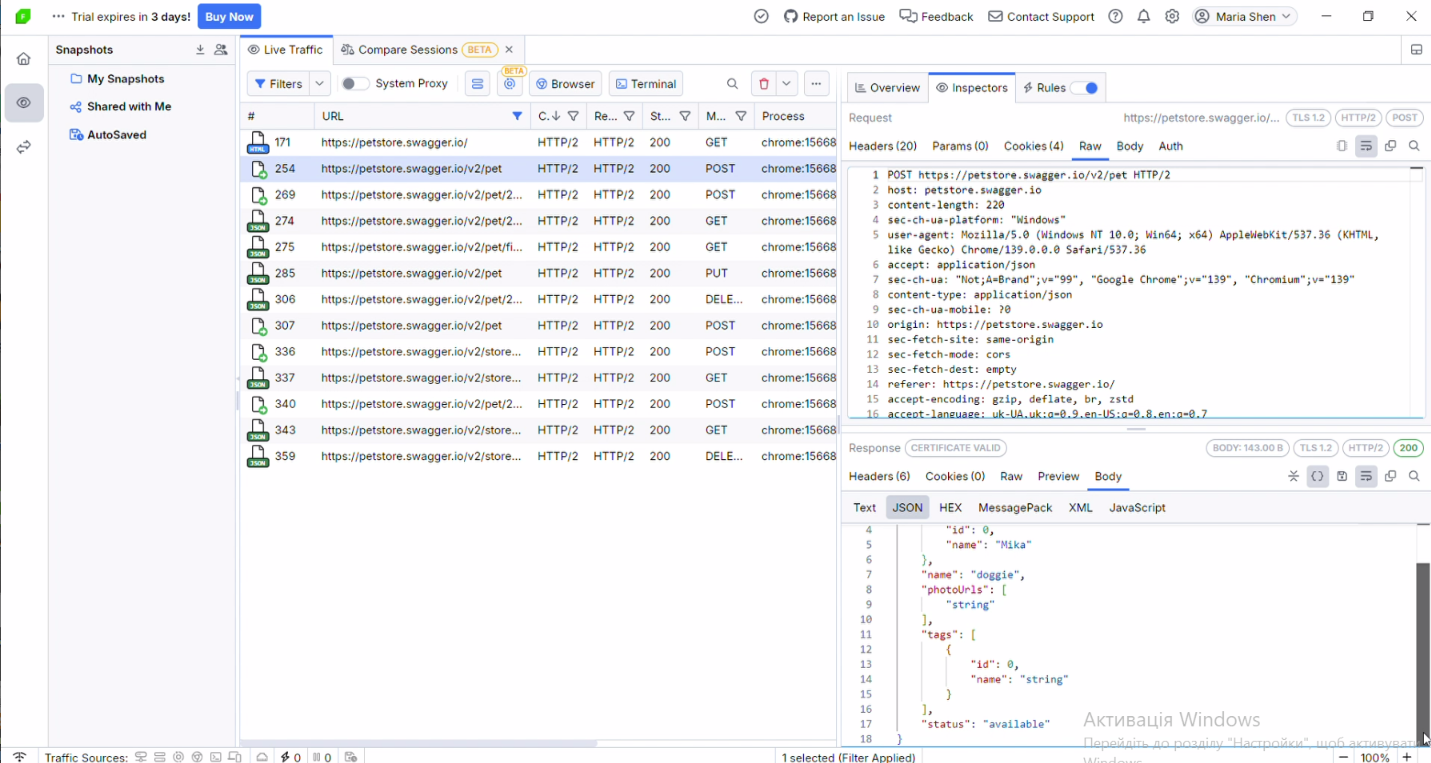 Trial expires in 3 days! Buy Now Report an Issue Feedback Contact Support Maria Shen
Snapshots
My Snapshots
Shared with Me
AutoSaved
Live Traffic Compare Sessions BETA
Filters System Proxy BETA Browser Terminal
# URL C... Re... St... M... Process
HTML 171 https://petstore.swagger.io/ HTTP/2 HTTP/2 200 GET chrome:15668
254 https://petstore.swagger.io/v2/pet HTTP/2 HTTP/2 200 POST chrome:15668
269 https://petstore.swagger.io/v2/pet/2... HTTP/2 HTTP/2 200 POST chrome:15668
JSON 274 https://petstore.swagger.io/v2/pet/2... HTTP/2 HTTP/2 200 GET chrome:15668
JSON 275 https://petstore.swagger.io/v2/pet/fi... HTTP/2 HTTP/2 200 GET chrome:15668
JSON 285 https://petstore.swagger.io/v2/pet HTTP/2 HTTP/2 200 PUT chrome:15668
JSON 306 https://petstore.swagger.io/v2/pet/2... HTTP/2 HTTP/2 200 DELE... chrome:15668
307 https://petstore.swagger.io/v2/pet HTTP/2 HTTP/2 200 POST chrome:15668
336 https://petstore.swagger.io/v2/store... HTTP/2 HTTP/2 200 POST chrome:15668
JSON 337 https://petstore.swagger.io/v2/store... HTTP/2 HTTP/2 200 GET chrome:15668
340 https://petstore.swagger.io/v2/pet/2... HTTP/2 HTTP/2 200 POST chrome:15668
JSON 343 https://petstore.swagger.io/v2/store... HTTP/2 HTTP/2 200 GET chrome:15668
JSON 359 https://petstore.swagger.io/v2/store... HTTP/2 HTTP/2 200 DELE... chrome:15668
Overview Inspectors Rules
Request https://petstore.swagger.io/... TLS 1.2 HTTP/2 POST
Headers (20) Params (0) Cookies (4) Raw Body Auth
1 POST https://petstore.swagger.io/v2/pet HTTP/2
2 host: petstore.swagger.io
3 content-length: 220
4 sec-ch-ua-platform: "Windows"
5 user-agent: Mozilla/5.0 (Windows NT 10.0; Win64; x64) AppleWebKit/537.36 (KHTML,
like Gecko) Chrome/139.0.0.0 Safari/537.36
6 accept: application/json
7 sec-ch-ua: "Not;A=Brand";v="99", "Google Chrome";v="139", "Chromium";v="139"
8 content-type: application/json
9 sec-ch-ua-mobile: ?0
10 origin: https://petstore.swagger.io
11 sec-fetch-site: same-origin
12 sec-fetch-mode: cors
13 sec-fetch-dest: empty
14 referer: https://petstore.swagger.io/
15 accept-encoding: gzip, deflate, br, zstd
16 accept-language: uk-UA,uk;q=0.9,en-US;q=0.8,en;q=0.7
Response CERTIFICATE VALID BODY: 143.00 B TLS 1.2 HTTP/2 200
Headers (6) Cookies (0) Raw Preview Body
Text JSON HEX MessagePack XML JavaScript
4 "id": 0,
5 "name": "Mika"
6 },
7 "name": "doggie",
8 "photoUrls": [
9 "string"
10 ],
11 "tags": [
12 {
13 "id": 0,
14 "name": "string"
15 }
16 ],
17 "status": "available"
18 }
Активація Windows
Перейдіть до розділу "Настройки", щоб активувати
Windows.
Traffic Sources: 0 0 1 selected (Filter Applied) 100%